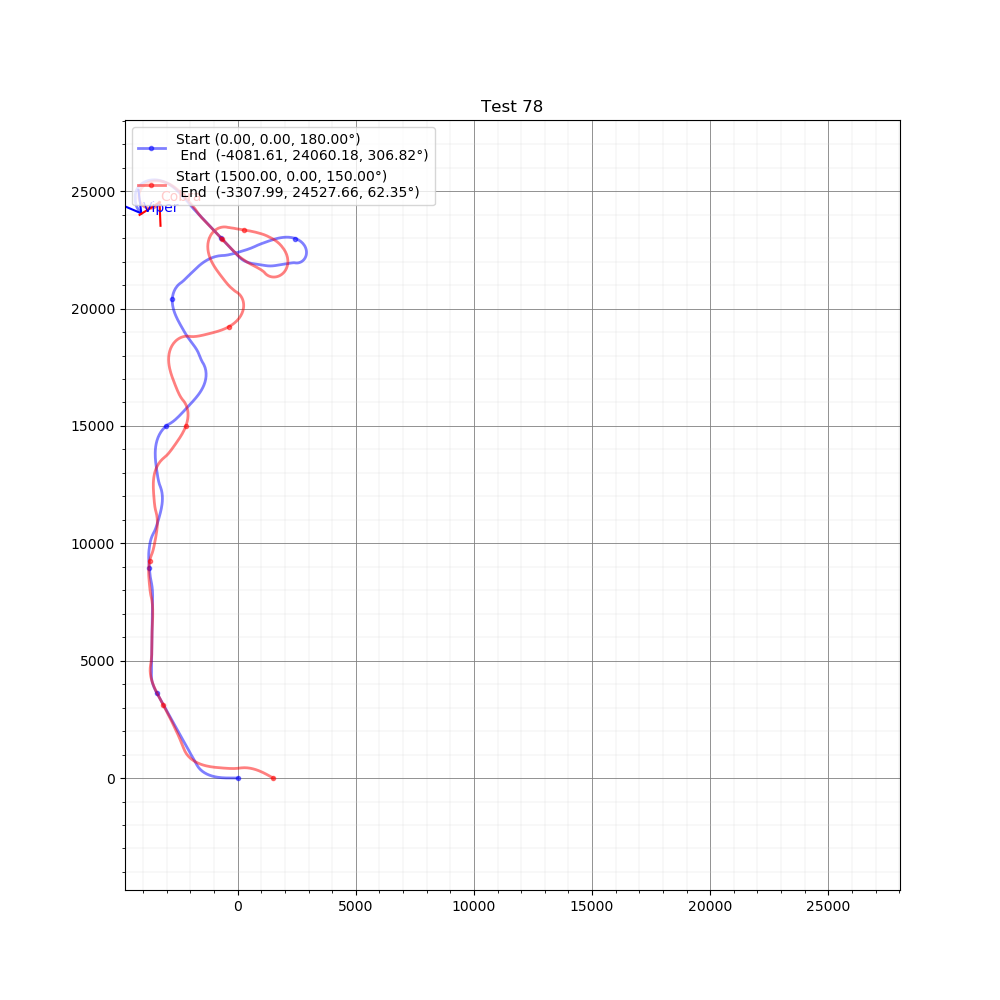 Test 78
Start (0.00, 0.00, 180.00°)
End (-4081.61, 24060.18, 306.82°)
Start (1500.00, 0.00, 150.00°)
End (-3307.99, 24527.66, 62.35°)
Cobra
Viper
25000
20000
15000
10000
5000
0
0
5000
10000
15000
20000
25000